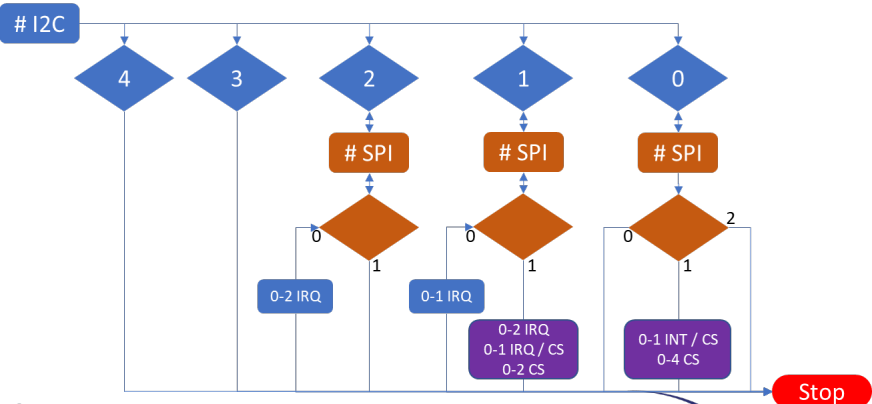 # I2C
4
3
2
1
0
# SPI
# SPI
# SPI
0
1
0
1
0
2
1
0-2 IRQ
0-1 IRQ
0-2 IRQ
0-1 IRQ / CS
0-2 CS
0-1 INT / CS
0-4 CS
Stop